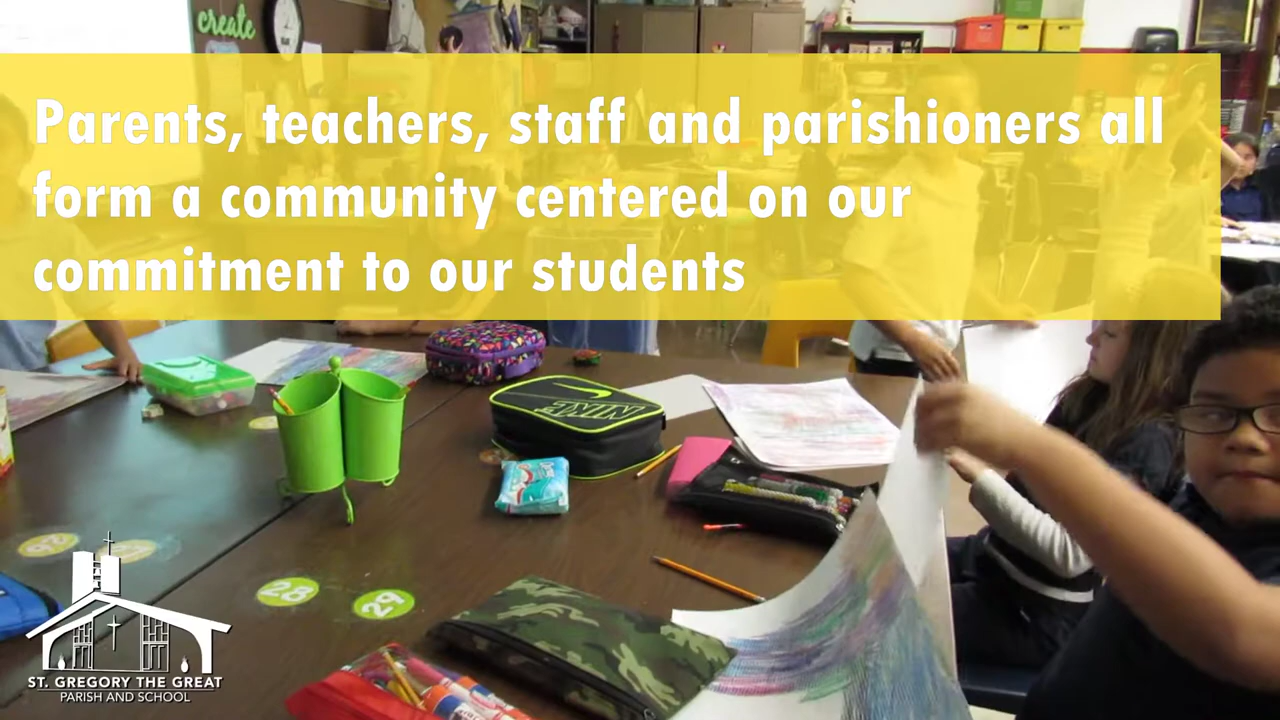 create
Parents, teachers, staff and parishioners all
form a community centered on our
commitment to our students
NIKE
26
28
29
ST. GREGORY THE GREAT
PARISH AND SCHOOL